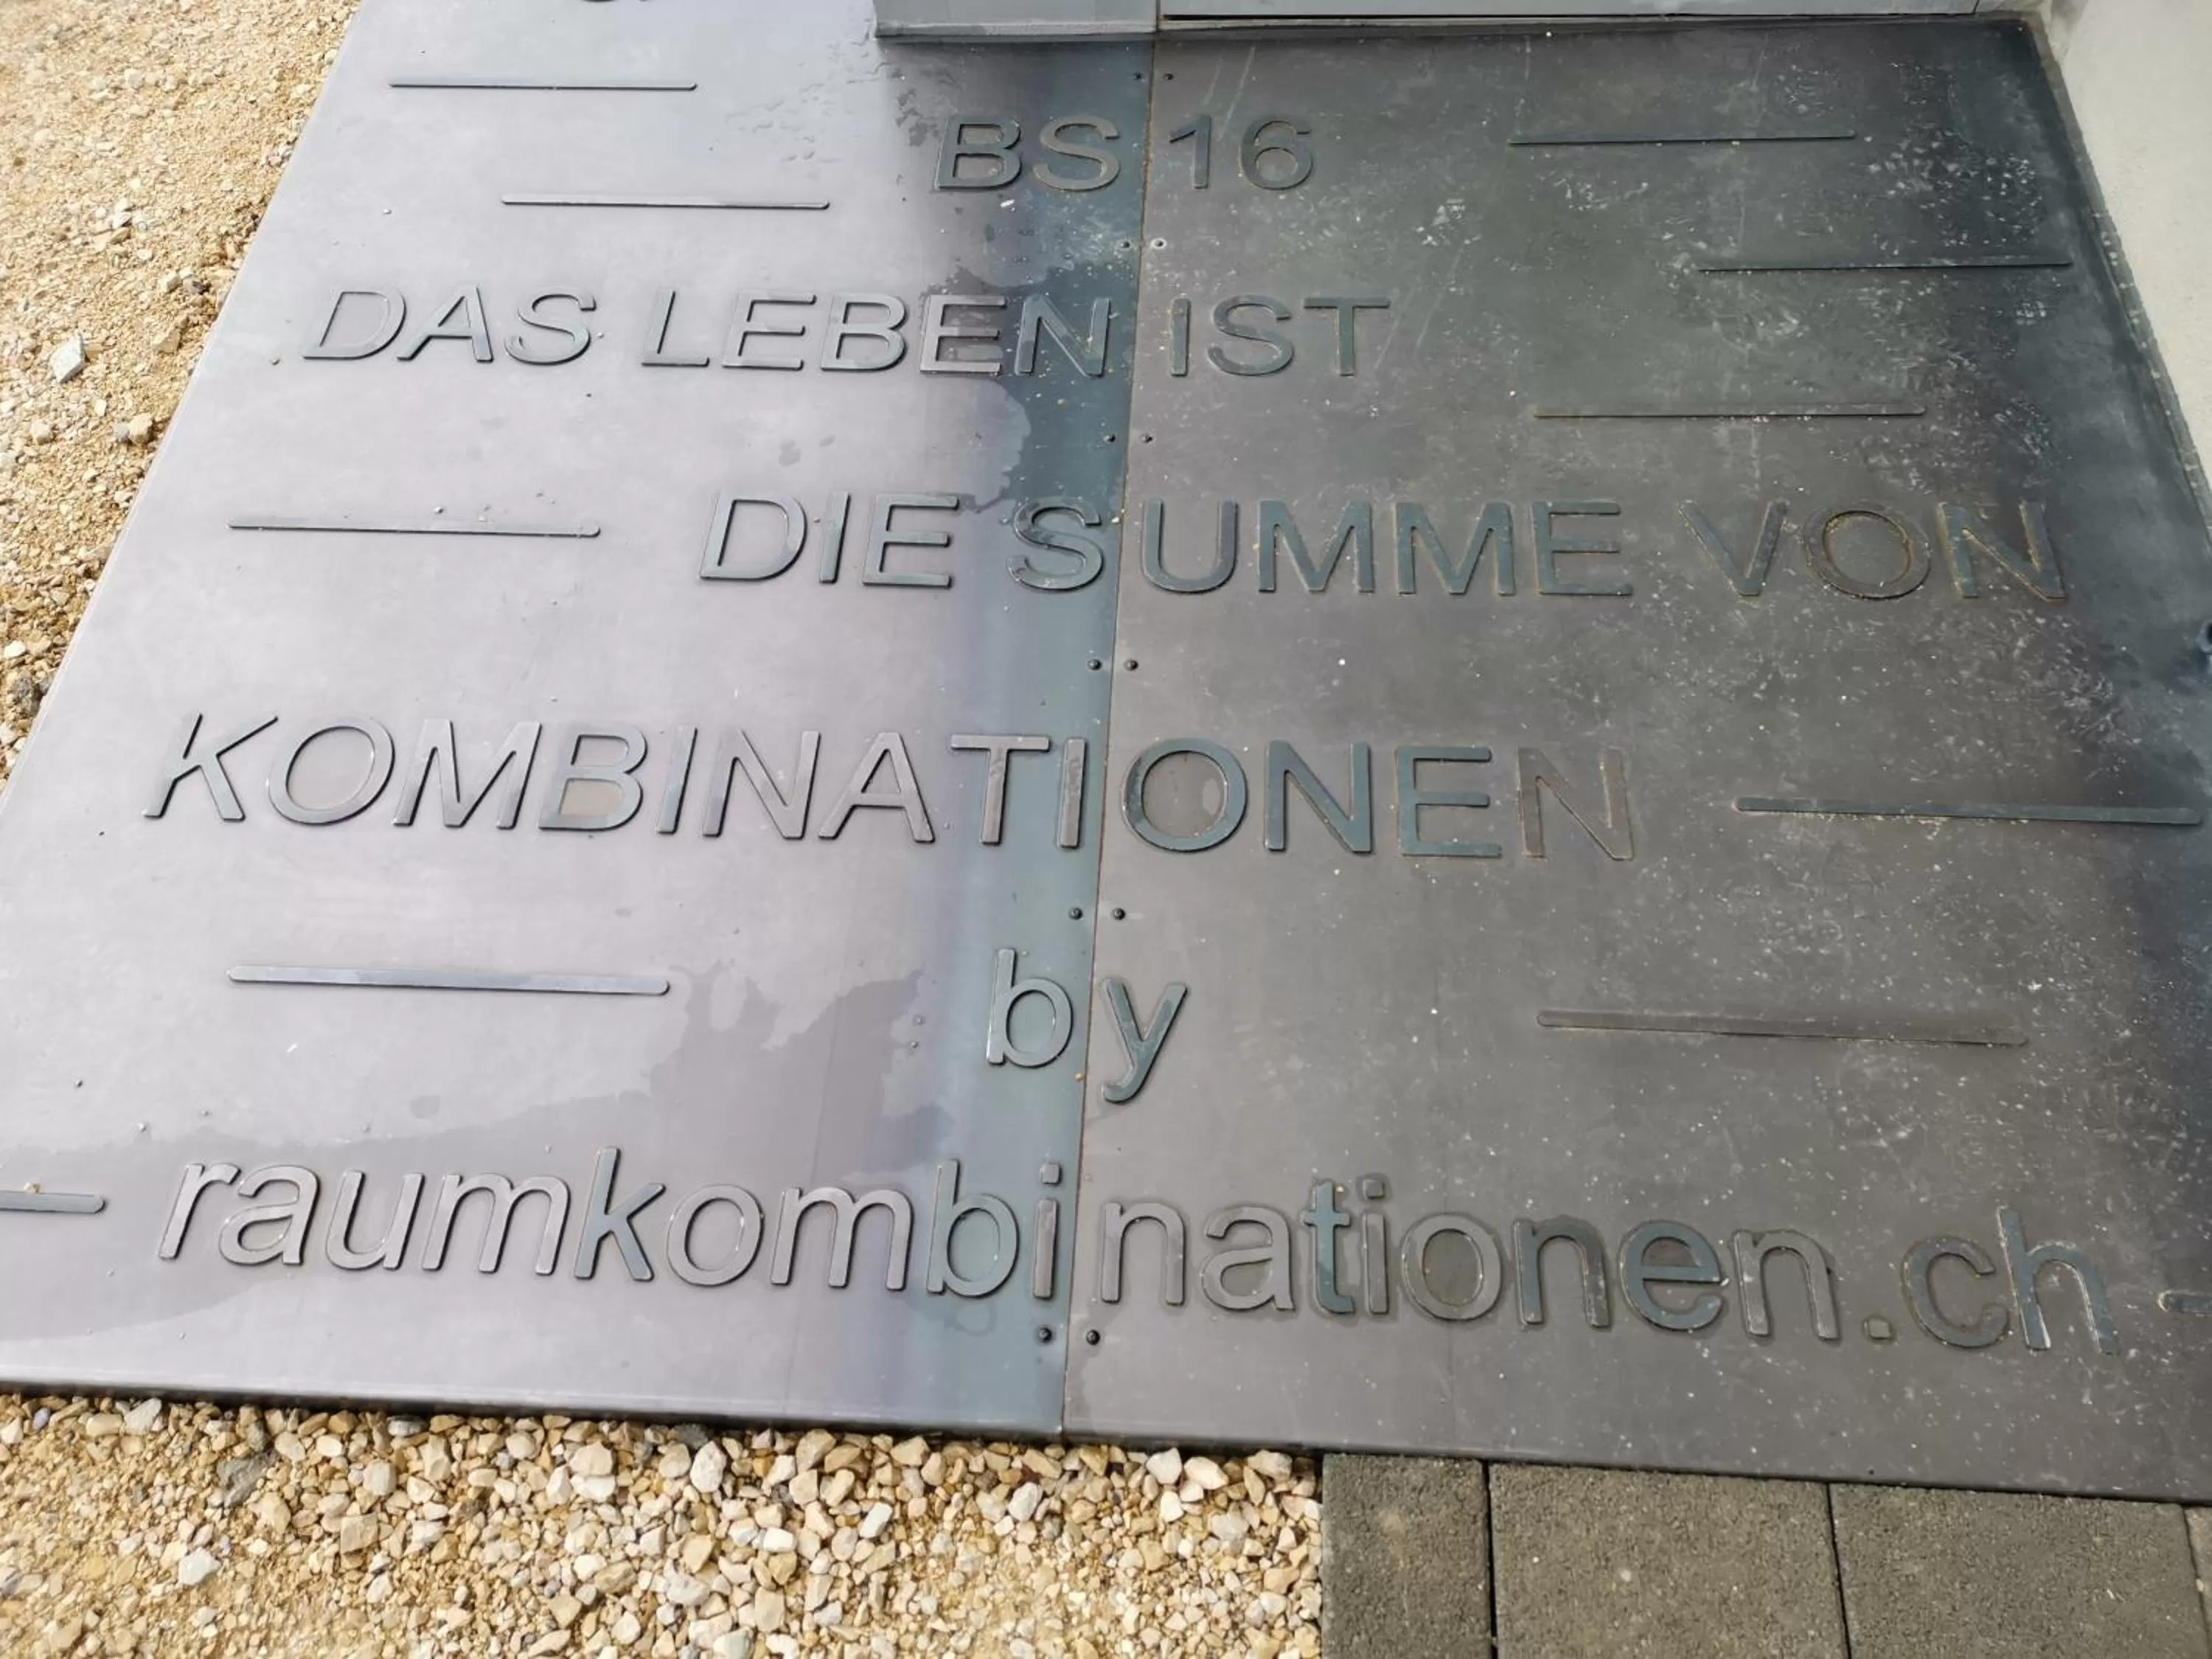 BS 16
DAS LEBEN IST
DIE SUMME VON
KOMBINATIONEN
by
raumkombinationen.ch